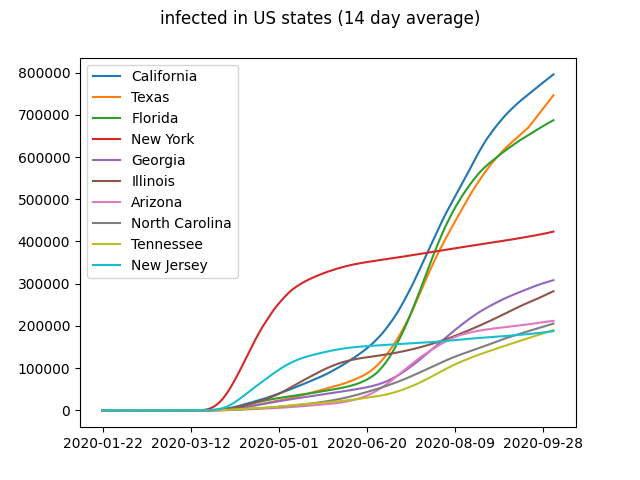 infected in US states (14 day average)
800000
700000
600000
500000
400000
300000
200000
100000
0
California
Texas
Florida
New York
Georgia
Illinois
Arizona
North Carolina
Tennessee
New Jersey
2020-01-22 2020-03-12 2020-05-01 2020-06-20 2020-08-09 2020-09-28